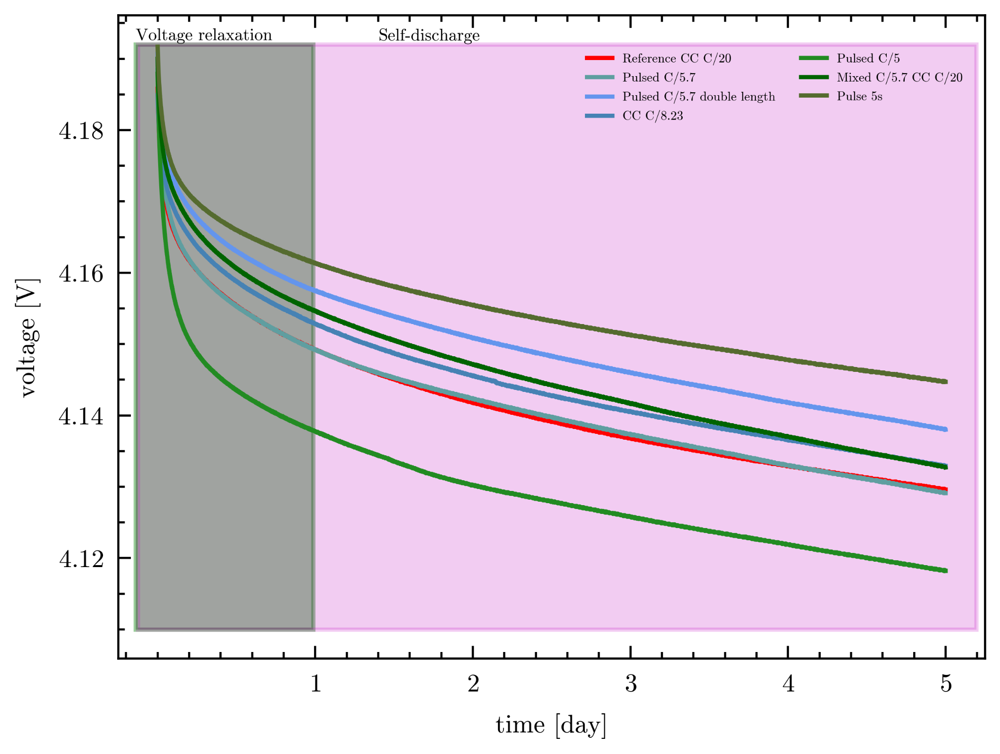 Voltage relaxation
Self-discharge
Reference CC C/20
Pulsed C/5.7
Pulsed C/5.7 double length
CC C/8.23
Pulsed C/5
Mixed C/5.7 CC C/20
Pulse 5s
4.18
4.16
4.14
4.12
voltage [V]
1 2 3 4 5
time [day]